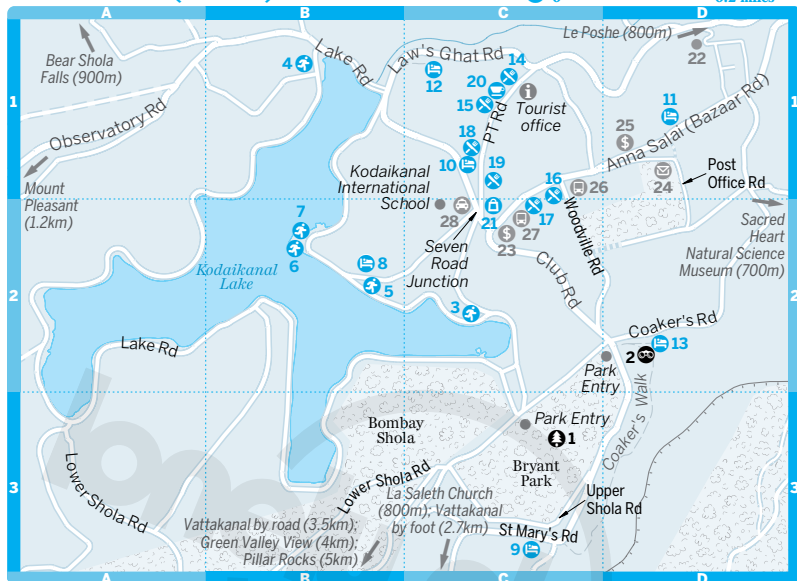 0.2 miles
A B C D
Le Poshe (800m)
22
Bear Shola
Falls (900m)
4
Lake Rd
Law's Ghat Rd
12
14
20
15
PT Rd
Tourist
office
11
1
1
Observatory Rd
25
Anna Salai (Bazaar Rd)
18
10
19
16
26
24
Post
Office Rd
Kodaikanal
International
School
28
21
17
27
23
Woodville Rd
Mount
Pleasant
(1.2km)
Sacred
Heart
Natural Science
Museum (700m)
7
6
Seven
Road
Junction
8
5
Kodaikanal
Lake
Club Rd
2
2
3
Lake Rd
Coaker's Rd
2
13
Park
Entry
Coaker's Walk
Bombay
Shola
Park Entry
1
Bryant
Park
3
3
Lower Shola Rd
Lower Shola Rd
La Saleth Church
(800m); Vattakanal
by foot (2.7km)
Upper
Shola Rd
Vattakanal by road (3.5km);
Green Valley View (4km);
Pillar Rocks (5km)
St Mary's Rd
9
A B C D